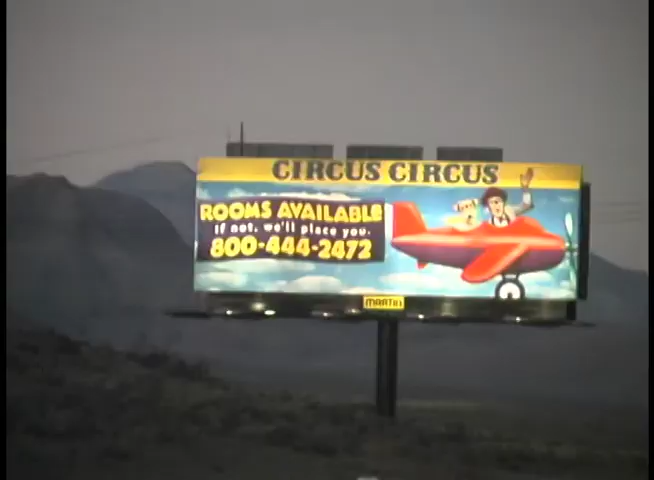 CIRCUS CIRCUS
ROOMS AVAILABLE
if not, we'll place you.
800-444-2472
MARTIN